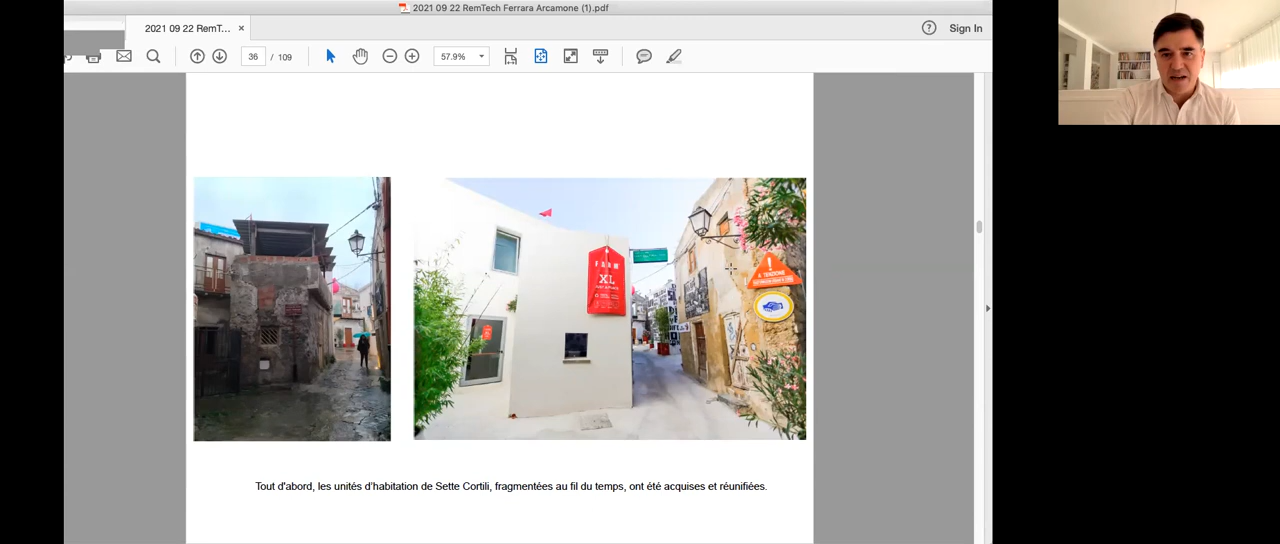 2021 09 22 RemTech Ferrara Arcamone (1).pdf
2021 09 22 RemT... ×
? Sign In
36 / 109
57.9%
FARM
XL
Tout d'abord, les unités d'habitation de Sette Cortili, fragmentées au fil du temps, ont été acquises et réunifiées.